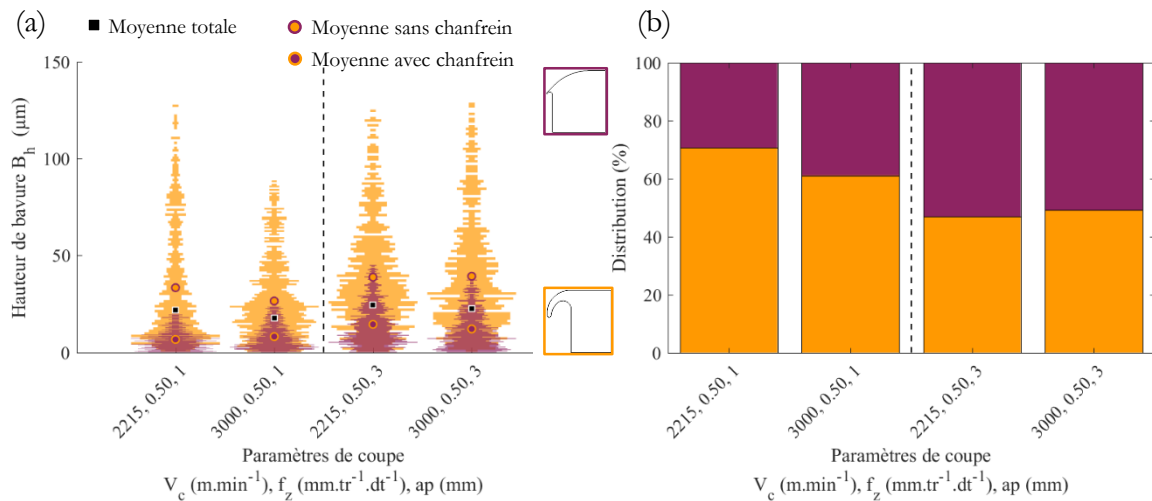 (a)
Moyenne totale
Moyenne sans chanfrein
Moyenne avec chanfrein
Hauteur de bavure B_h (μm)
150
100
50
0
2215, 0.50, 1
3000, 0.50, 1
2215, 0.50, 3
3000, 0.50, 3
Paramètres de coupe
V_c (m.min⁻¹), f_z (mm.tr⁻¹.dt⁻¹), ap (mm)
(b)
Distribution (%)
100
80
60
40
20
0
2215, 0.50, 1
3000, 0.50, 1
2215, 0.50, 3
3000, 0.50, 3
Paramètres de coupe
V_c (m.min⁻¹), f_z (mm.tr⁻¹.dt⁻¹), ap (mm)